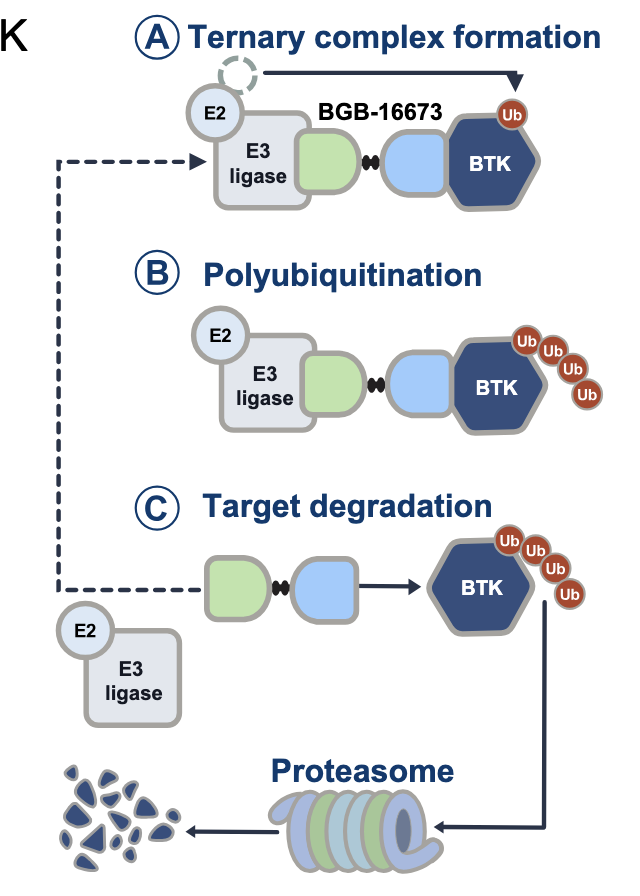 K
A Ternary complex formation
E2
BGB-16673
Ub
E3
ligase
BTK
B Polyubiquitination
E2
Ub
Ub
Ub
Ub
E3
ligase
BTK
C Target degradation
Ub
Ub
Ub
Ub
BTK
E2
E3
ligase
Proteasome